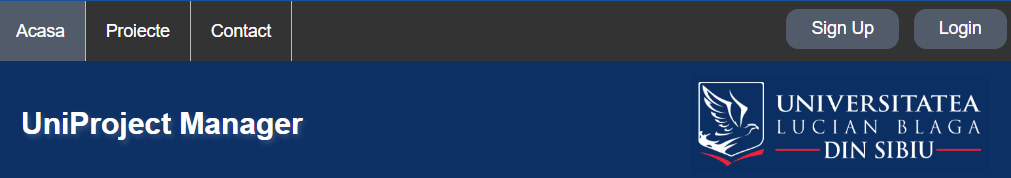 Acasa Proiecte Contact Sign Up Login
UniProject Manager
UNIVERSITATEA
LUCIAN BLAGA
DIN SIBIU